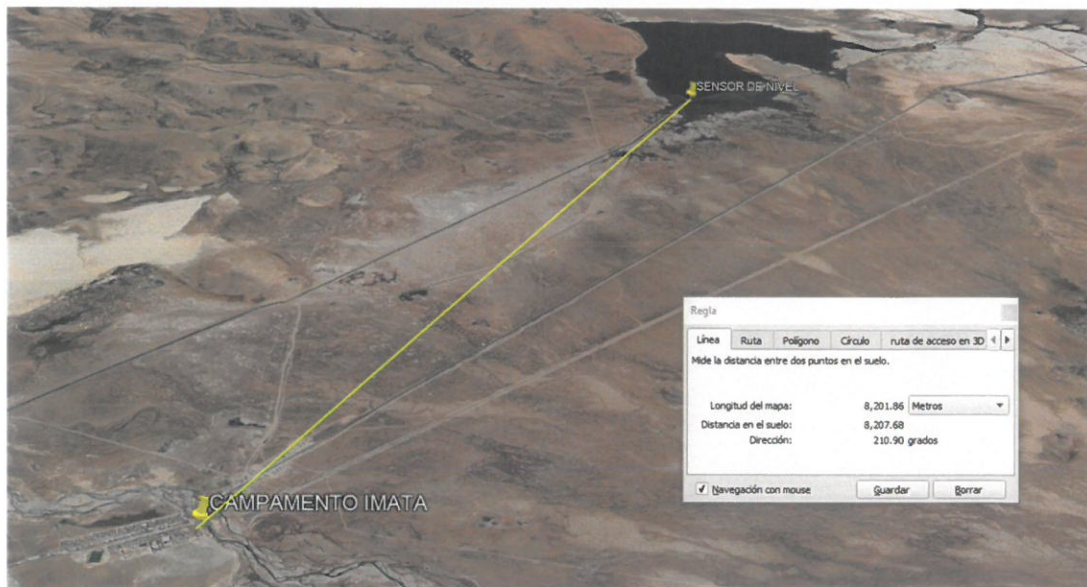 SENSOR DE NIVEL
Regla
Línea Ruta Polígono Círculo ruta de acceso en 3D
Mide la distancia entre dos puntos en el suelo.
Longitud del mapa: 8,201.86 Metros
Distancia en el suelo: 8,207.68
Dirección: 210.90 grados
Navegación con mouse Guardar Borrar
CAMPAMENTO IMATA